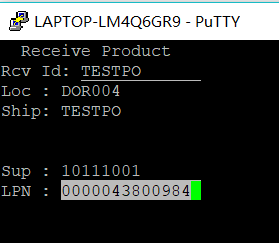 LAPTOP-LM4Q6GR9 - PuTTY
Receive Product
Rcv Id: TESTPO
Loc : DOR004
Ship: TESTPO
Sup : 10111001
LPN : 0000043800984